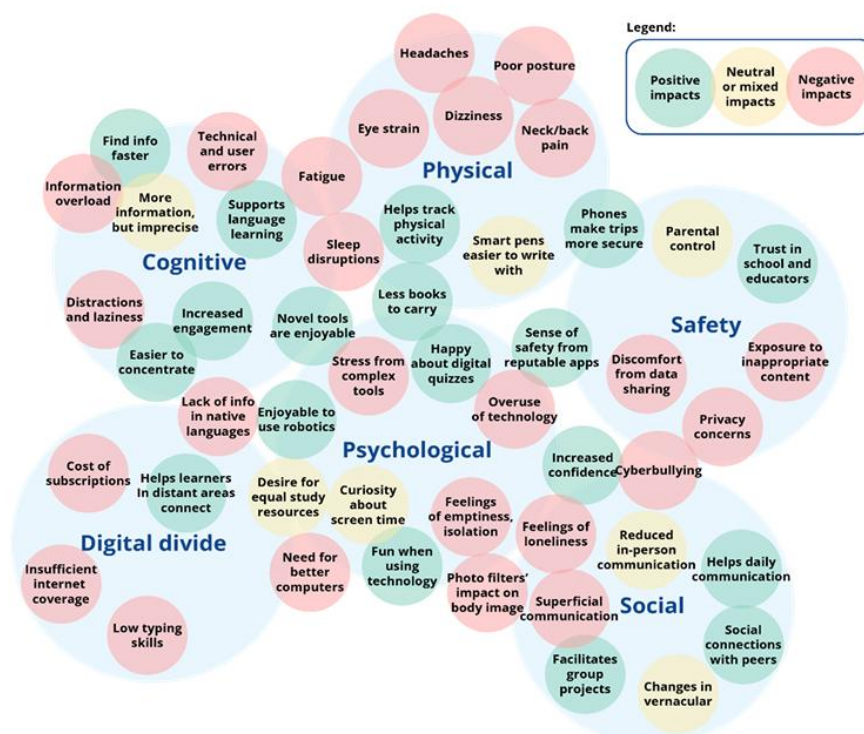 Legend:
Positive
impacts
Neutral
or mixed
impacts
Negative
impacts
Headaches
Poor posture
Eye strain
Dizziness
Neck/back
pain
Physical
Fatigue
Helps track
physical
activity
Sleep
disruptions
Smart pens
easier to write
with
Less books
to carry
Find info
faster
Technical
and user
errors
Information
overload
More
information,
but imprecise
Supports
language
learning
Cognitive
Distractions
and laziness
Increased
engagement
Novel tools
are enjoyable
Easier to
concentrate
Phones
make trips
more secure
Parental
control
Trust in
school and
educators
Safety
Sense of
safety from
reputable apps
Discomfort
from data
sharing
Exposure to
inappropriate
content
Privacy
concerns
Cyberbullying
Stress from
complex
tools
Happy
about digital
quizzes
Overuse
of technology
Lack of info
in native
languages
Enjoyable to
use robotics
Psychological
Increased
confidence
Desire for
equal study
resources
Curiosity
about
screen time
Feelings
of emptiness,
isolation
Feelings of
loneliness
Need for
better
computers
Fun when
using
technology
Photo filters’
impact on
body image
Cost of
subscriptions
Helps learners
In distant areas
connect
Digital divide
Insufficient
internet
coverage
Low typing
skills
Reduced
in-person
communication
Helps daily
communication
Superficial
communication
Social
Social
connections
with peers
Facilitates
group
projects
Changes in
vernacular